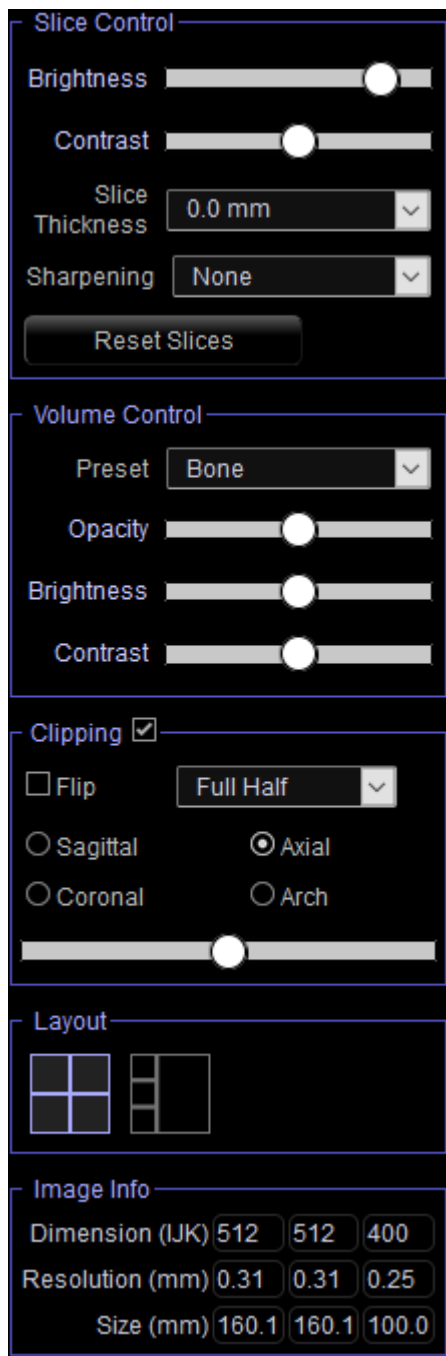 Slice Control
Brightness
Contrast
Slice
Thickness
0.0 mm
Sharpening None
Reset Slices
Volume Control
Preset Bone
Opacity
Brightness
Contrast
Clipping
Flip Full Half
Sagittal Axial
Coronal Arch
Layout
Image Info
Dimension (IJK) 512 512 400
Resolution (mm) 0.31 0.31 0.25
Size (mm) 160.1 160.1 100.0